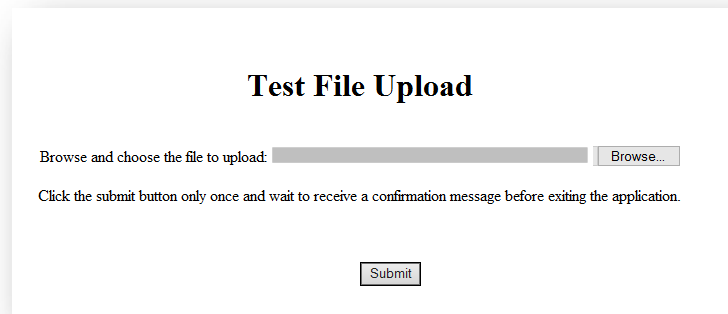 Test File Upload
Browse and choose the file to upload: Browse...
Click the submit button only once and wait to receive a confirmation message before exiting the application.
Submit